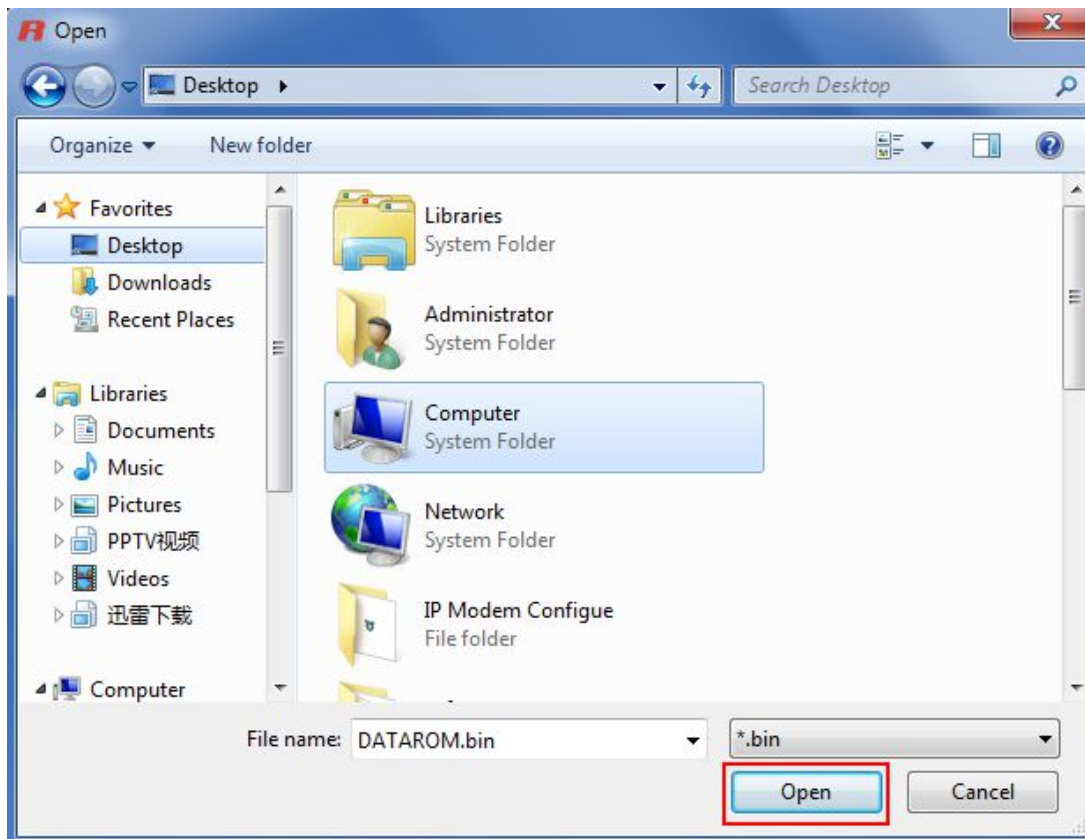 Open
Desktop
Search Desktop
Organize
New folder
Favorites
Desktop
Downloads
Recent Places
Libraries
Documents
Music
Pictures
PPTV视频
Videos
迅雷下载
Computer
Libraries
System Folder
Administrator
System Folder
Computer
System Folder
Network
System Folder
IP Modem Configue
File folder
File name: DATAROM.bin
*.bin
Open
Cancel